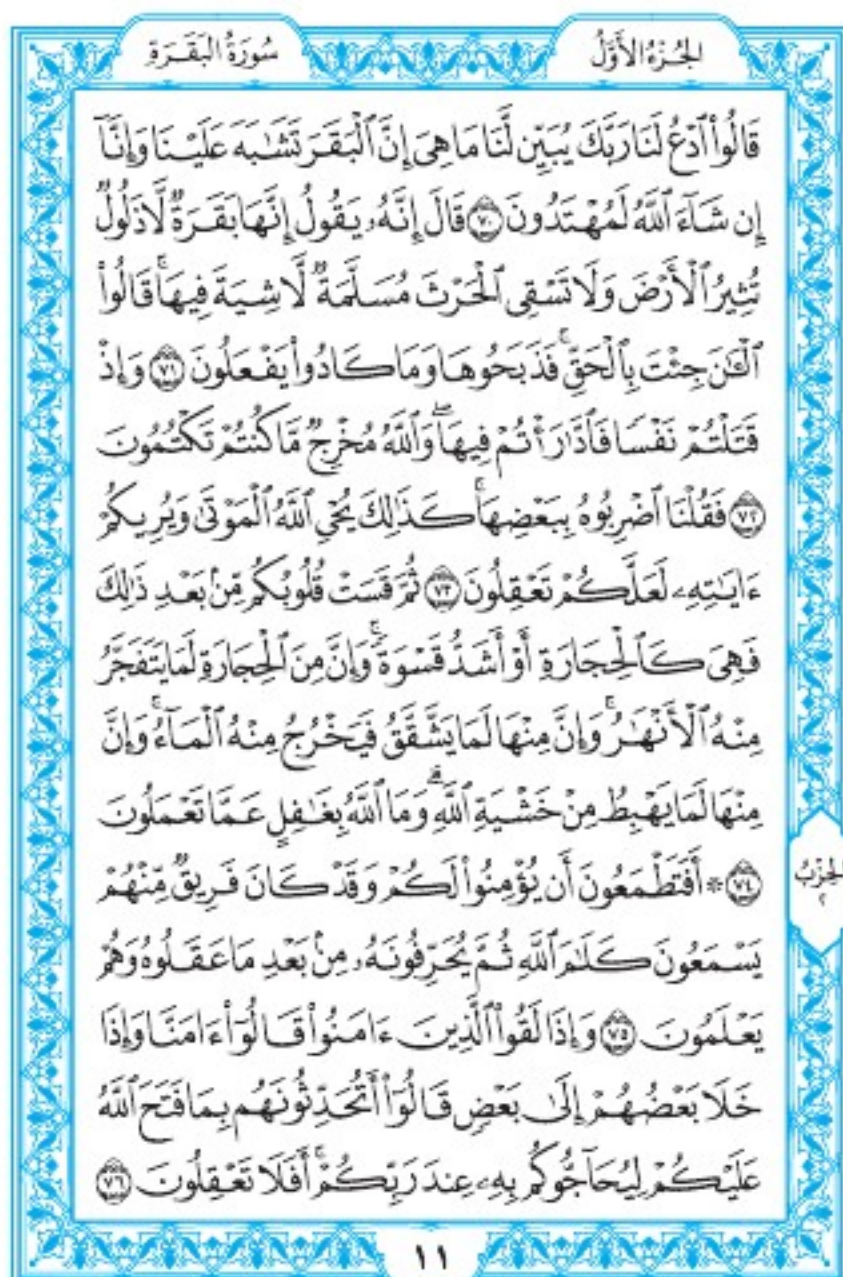 الجُزْءُ الأَوَّلُ
سُورَةُ البَقَرَةِ
قَالُواْ ٱدْعُ لَنَا رَبَّكَ يُبَيِّن لَّنَا مَا هِيَ إِنَّ ٱلْبَقَرَ تَشَٰبَهَ عَلَيْنَا وَإِنَّآ
إِن شَآءَ ٱللَّهُ لَمُهْتَدُونَ ٧٠ قَالَ إِنَّهُۥ يَقُولُ إِنَّهَا بَقَرَةٌ لَّا ذَلُولٌ
تُثِيرُ ٱلْأَرْضَ وَلَا تَسْقِى ٱلْحَرْثَ مُسَلَّمَةٌ لَّا شِيَةَ فِيهَاۚ قَالُواْ
ٱلْـَٰٔنَ جِئْتَ بِٱلْحَقِّۚ فَذَبَحُوهَا وَمَا كَادُواْ يَفْعَلُونَ ٧١ وَإِذْ
قَتَلْتُمْ نَفْسًا فَٱدَّٰرَٰٔتُمْ فِيهَاۖ وَٱللَّهُ مُخْرِجٌ مَّا كُنتُمْ تَكْتُمُونَ
٧٢ فَقُلْنَا ٱضْرِبُوهُ بِبَعْضِهَاۚ كَذَٰلِكَ يُحْىِ ٱللَّهُ ٱلْمَوْتَىٰ وَيُرِيكُمْ
ءَايَٰتِهِۦ لَعَلَّكُمْ تَعْقِلُونَ ٧٣ ثُمَّ قَسَتْ قُلُوبُكُم مِّنۢ بَعْدِ ذَٰلِكَ
فَهِىَ كَٱلْحِجَارَةِ أَوْ أَشَدُّ قَسْوَةًۚ وَإِنَّ مِنَ ٱلْحِجَارَةِ لَمَا يَتَفَجَّرُ
مِنْهُ ٱلْأَنْهَٰرُۚ وَإِنَّ مِنْهَا لَمَا يَشَّقَّقُ فَيَخْرُجُ مِنْهُ ٱلْمَآءُۚ وَإِنَّ
مِنْهَا لَمَا يَهْبِطُ مِنْ خَشْيَةِ ٱللَّهِۗ وَمَا ٱللَّهُ بِغَٰفِلٍ عَمَّا تَعْمَلُونَ
٧٤ * أَفَتَطْمَعُونَ أَن يُؤْمِنُواْ لَكُمْ وَقَدْ كَانَ فَرِيقٌ مِّنْهُمْ
الحِزْبُ
٢
يَسْمَعُونَ كَلَٰمَ ٱللَّهِ ثُمَّ يُحَرِّفُونَهُۥ مِنۢ بَعْدِ مَا عَقَلُوهُ وَهُمْ
يَعْلَمُونَ ٧٥ وَإِذَا لَقُواْ ٱلَّذِينَ ءَامَنُواْ قَالُوٓاْ ءَامَنَّا وَإِذَا
خَلَا بَعْضُهُمْ إِلَىٰ بَعْضٍ قَالُوٓاْ أَتُحَدِّثُونَهُم بِمَا فَتَحَ ٱللَّهُ
عَلَيْكُمْ لِيُحَآجُّوكُم بِهِۦ عِندَ رَبِّكُمْۚ أَفَلَا تَعْقِلُونَ ٧٦
١١